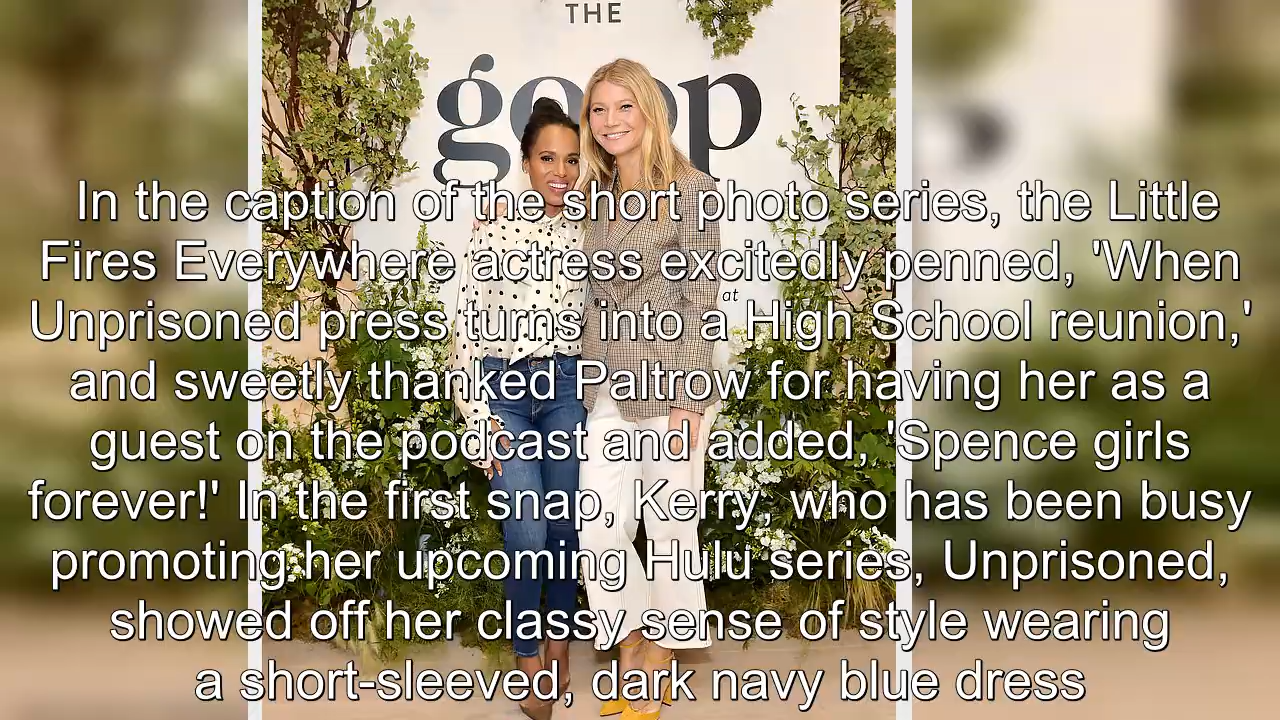 THE
goop
at
In the caption of the short photo series, the Little
Fires Everywhere actress excitedly penned, 'When
Unprisoned press turns into a High School reunion,'
and sweetly thanked Paltrow for having her as a
guest on the podcast and added, 'Spence girls
forever!' In the first snap, Kerry, who has been busy
promoting her upcoming Hulu series, Unprisoned,
showed off her classy sense of style wearing
a short-sleeved, dark navy blue dress